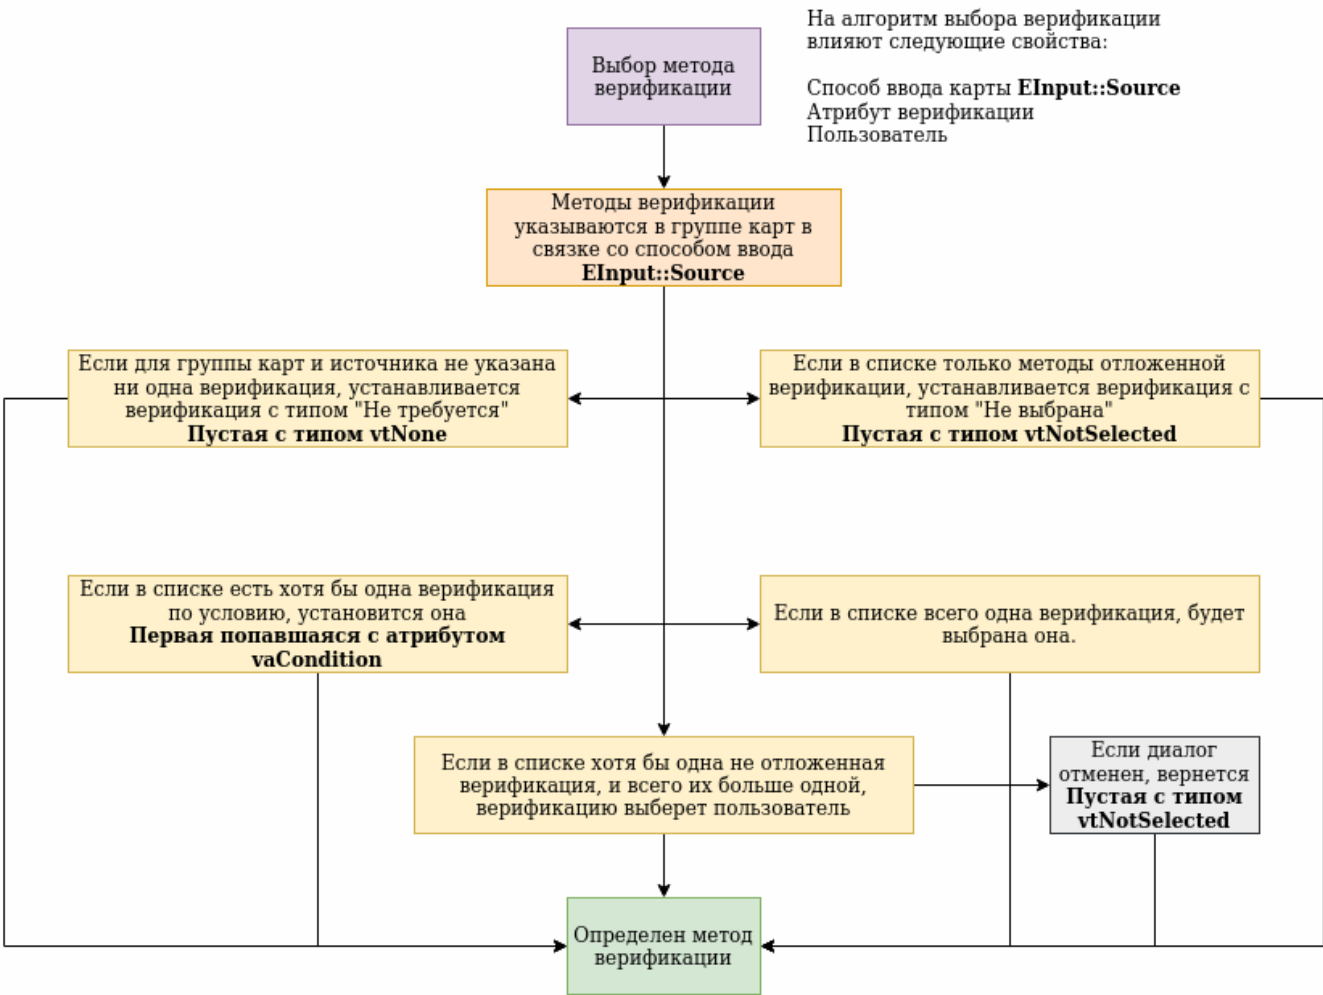 Выбор метода
верификации
На алгоритм выбора верификации
влияют следующие свойства:
Способ ввода карты EInput::Source
Атрибут верификации
Пользователь
Методы верификации
указываются в группе карт в
связке со способом ввода
EInput::Source
Если для группы карт и источника не указана
ни одна верификация, устанавливается
верификация с типом "Не требуется"
Пустая с типом vtNone
Если в списке только методы отложенной
верификации, устанавливается верификация с
типом "Не выбрана"
Пустая с типом vtNotSelected
Если в списке есть хотя бы одна верификация
по условию, установится она
Первая попавшаяся с атрибутом
vaCondition
Если в списке всего одна верификация, будет
выбрана она.
Если в списке хотя бы одна не отложенная
верификация, и всего их больше одной,
верификацию выберет пользователь
Если диалог
отменен, вернется
Пустая с типом
vtNotSelected
Определен метод
верификации